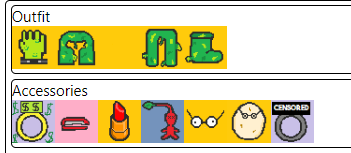 Outfit
Accessories
$ $ $ $
CENSORED